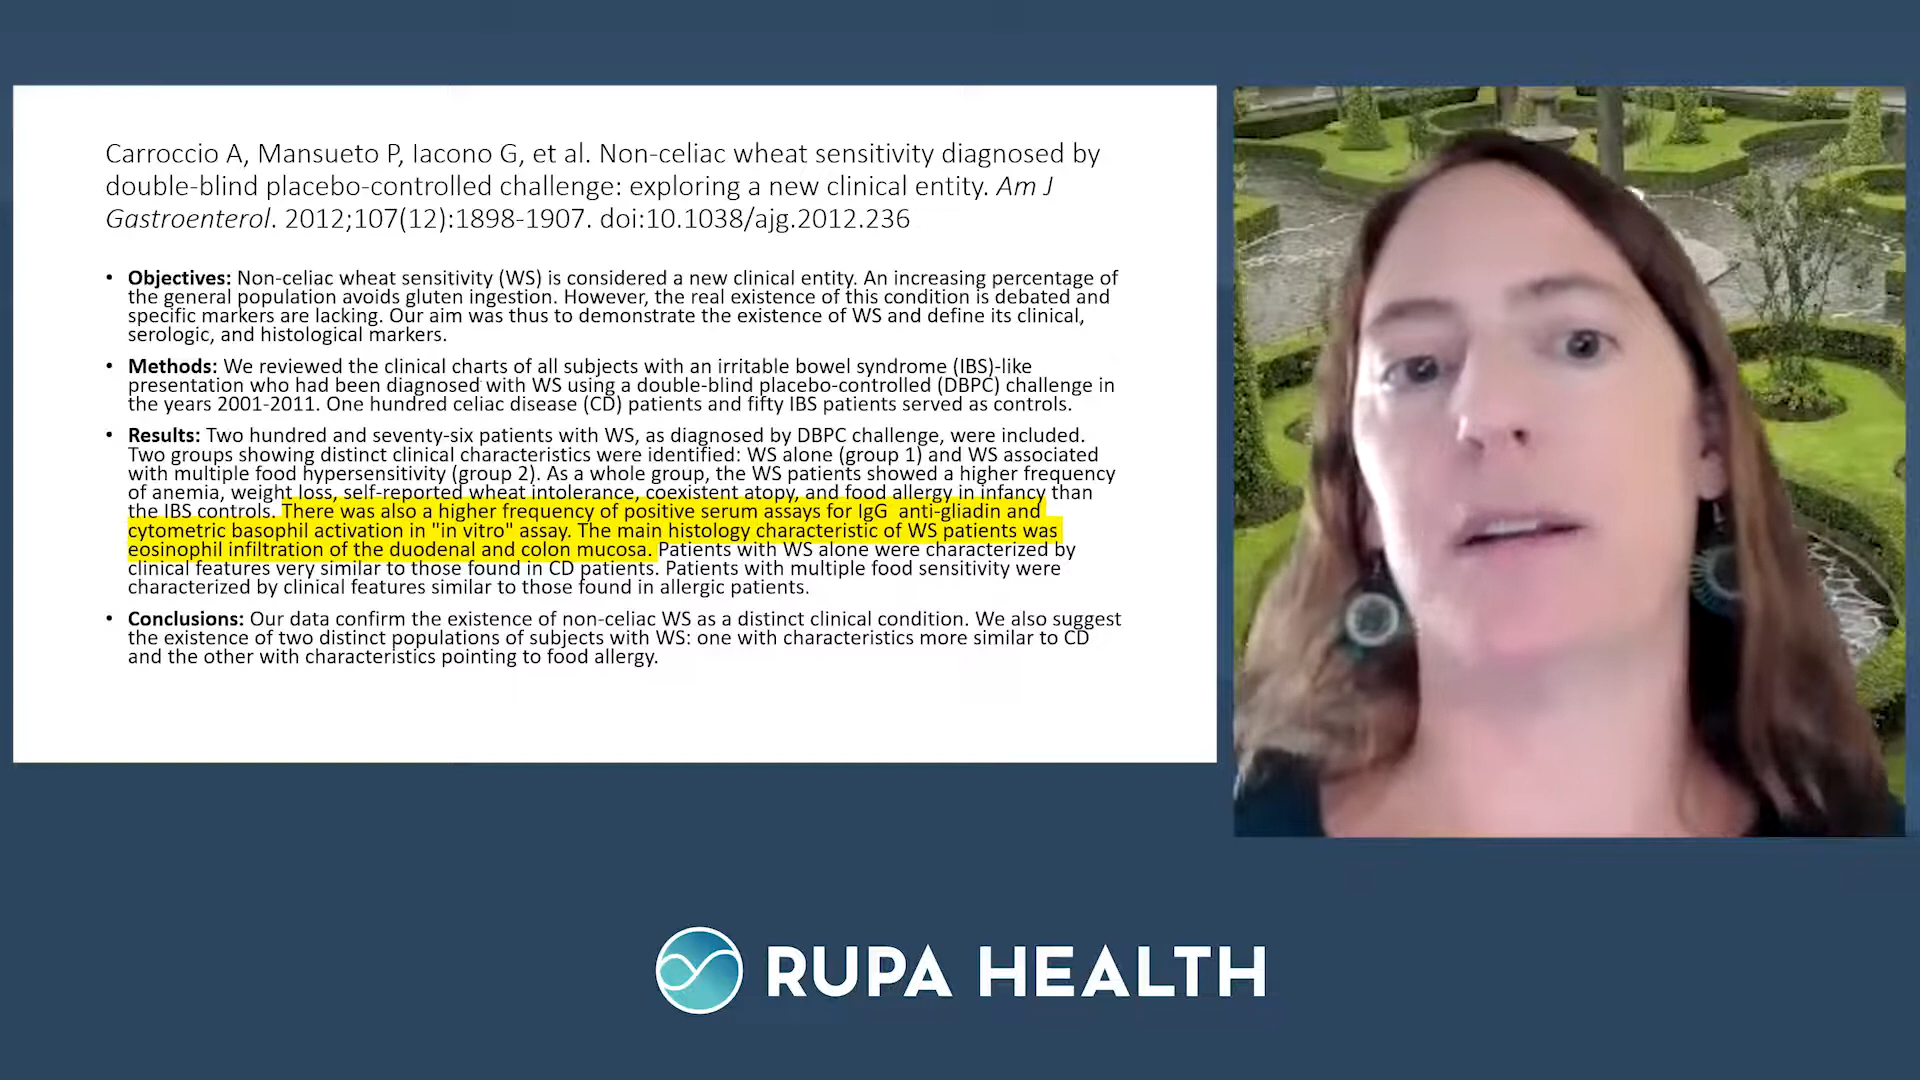 Carroccio A, Mansueto P, Iacono G, et al. Non-celiac wheat sensitivity diagnosed by
double-blind placebo-controlled challenge: exploring a new clinical entity. Am J
Gastroenterol. 2012;107(12):1898-1907. doi:10.1038/ajg.2012.236
• Objectives: Non-celiac wheat sensitivity (WS) is considered a new clinical entity. An increasing percentage of
the general population avoids gluten ingestion. However, the real existence of this condition is debated and
specific markers are lacking. Our aim was thus to demonstrate the existence of WS and define its clinical,
serologic, and histological markers.
• Methods: We reviewed the clinical charts of all subjects with an irritable bowel syndrome (IBS)-like
presentation who had been diagnosed with WS using a double-blind placebo-controlled (DBPC) challenge in
the years 2001-2011. One hundred celiac disease (CD) patients and fifty IBS patients served as controls.
• Results: Two hundred and seventy-six patients with WS, as diagnosed by DBPC challenge, were included.
Two groups showing distinct clinical characteristics were identified: WS alone (group 1) and WS associated
with multiple food hypersensitivity (group 2). As a whole group, the WS patients showed a higher frequency
of anemia, weight loss, self-reported wheat intolerance, coexistent atopy, and food allergy in infancy than
the IBS controls. There was also a higher frequency of positive serum assays for IgG anti-gliadin and
cytometric basophil activation in "in vitro" assay. The main histology characteristic of WS patients was
eosinophil infiltration of the duodenal and colon mucosa. Patients with WS alone were characterized by
clinical features very similar to those found in CD patients. Patients with multiple food sensitivity were
characterized by clinical features similar to those found in allergic patients.
• Conclusions: Our data confirm the existence of non-celiac WS as a distinct clinical condition. We also suggest
the existence of two distinct populations of subjects with WS: one with characteristics more similar to CD
and the other with characteristics pointing to food allergy.
RUPA HEALTH